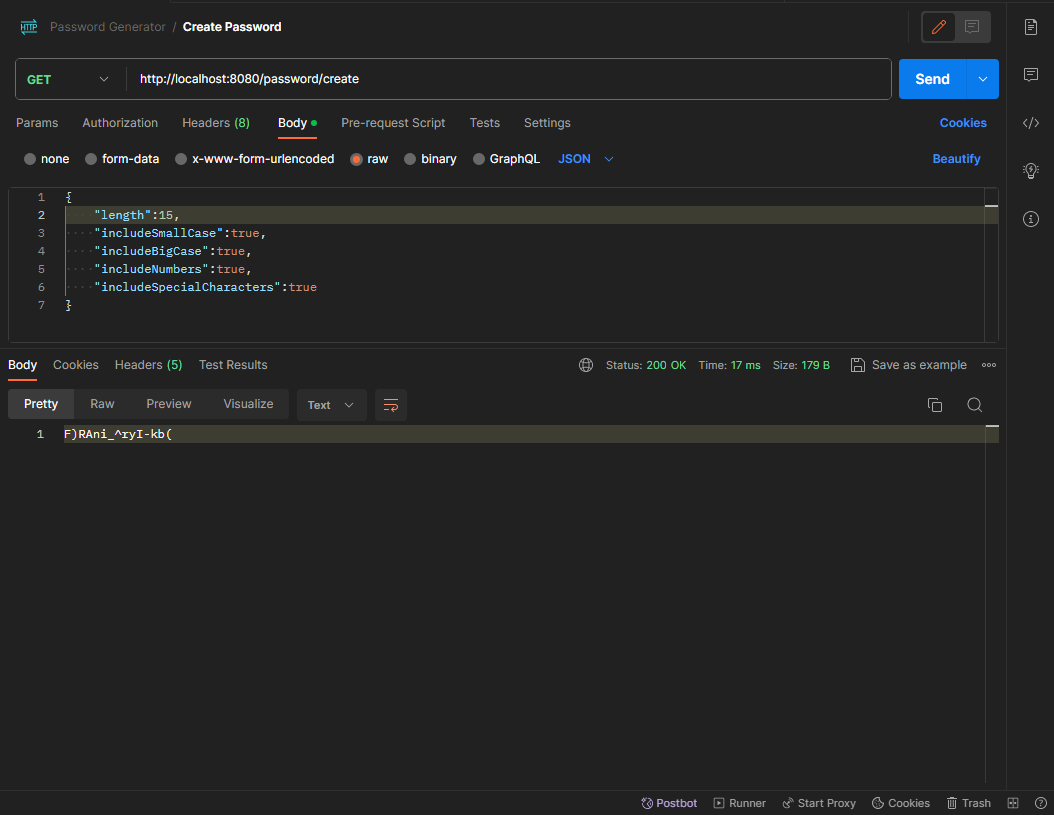 HTTP Password Generator / Create Password
GET http://localhost:8080/password/create Send
Params Authorization Headers (8) Body Pre-request Script Tests Settings Cookies
none form-data x-www-form-urlencoded raw binary GraphQL JSON Beautify
1 {
2 ····"length":15,
3 ····"includeSmallCase":true,
4 ····"includeBigCase":true,
5 ····"includeNumbers":true,
6 ····"includeSpecialCharacters":true
7 }
Body Cookies Headers (5) Test Results Status: 200 OK Time: 17 ms Size: 179 B Save as example
Pretty Raw Preview Visualize Text
1 F)RAni_^ryI-kb(
Postbot Runner Start Proxy Cookies Trash